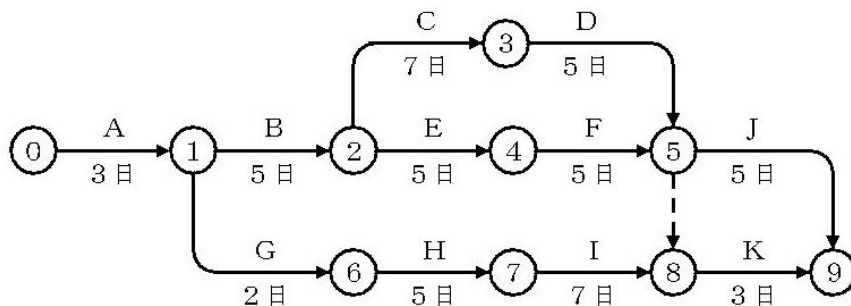 C D
③
7日 5日
A B E F J
⓪ ① ② ④ ⑤
3日 5日 5日 5日 5日
G H I K
⑥ ⑦ ⑧ ⑨
2日 5日 7日 3日